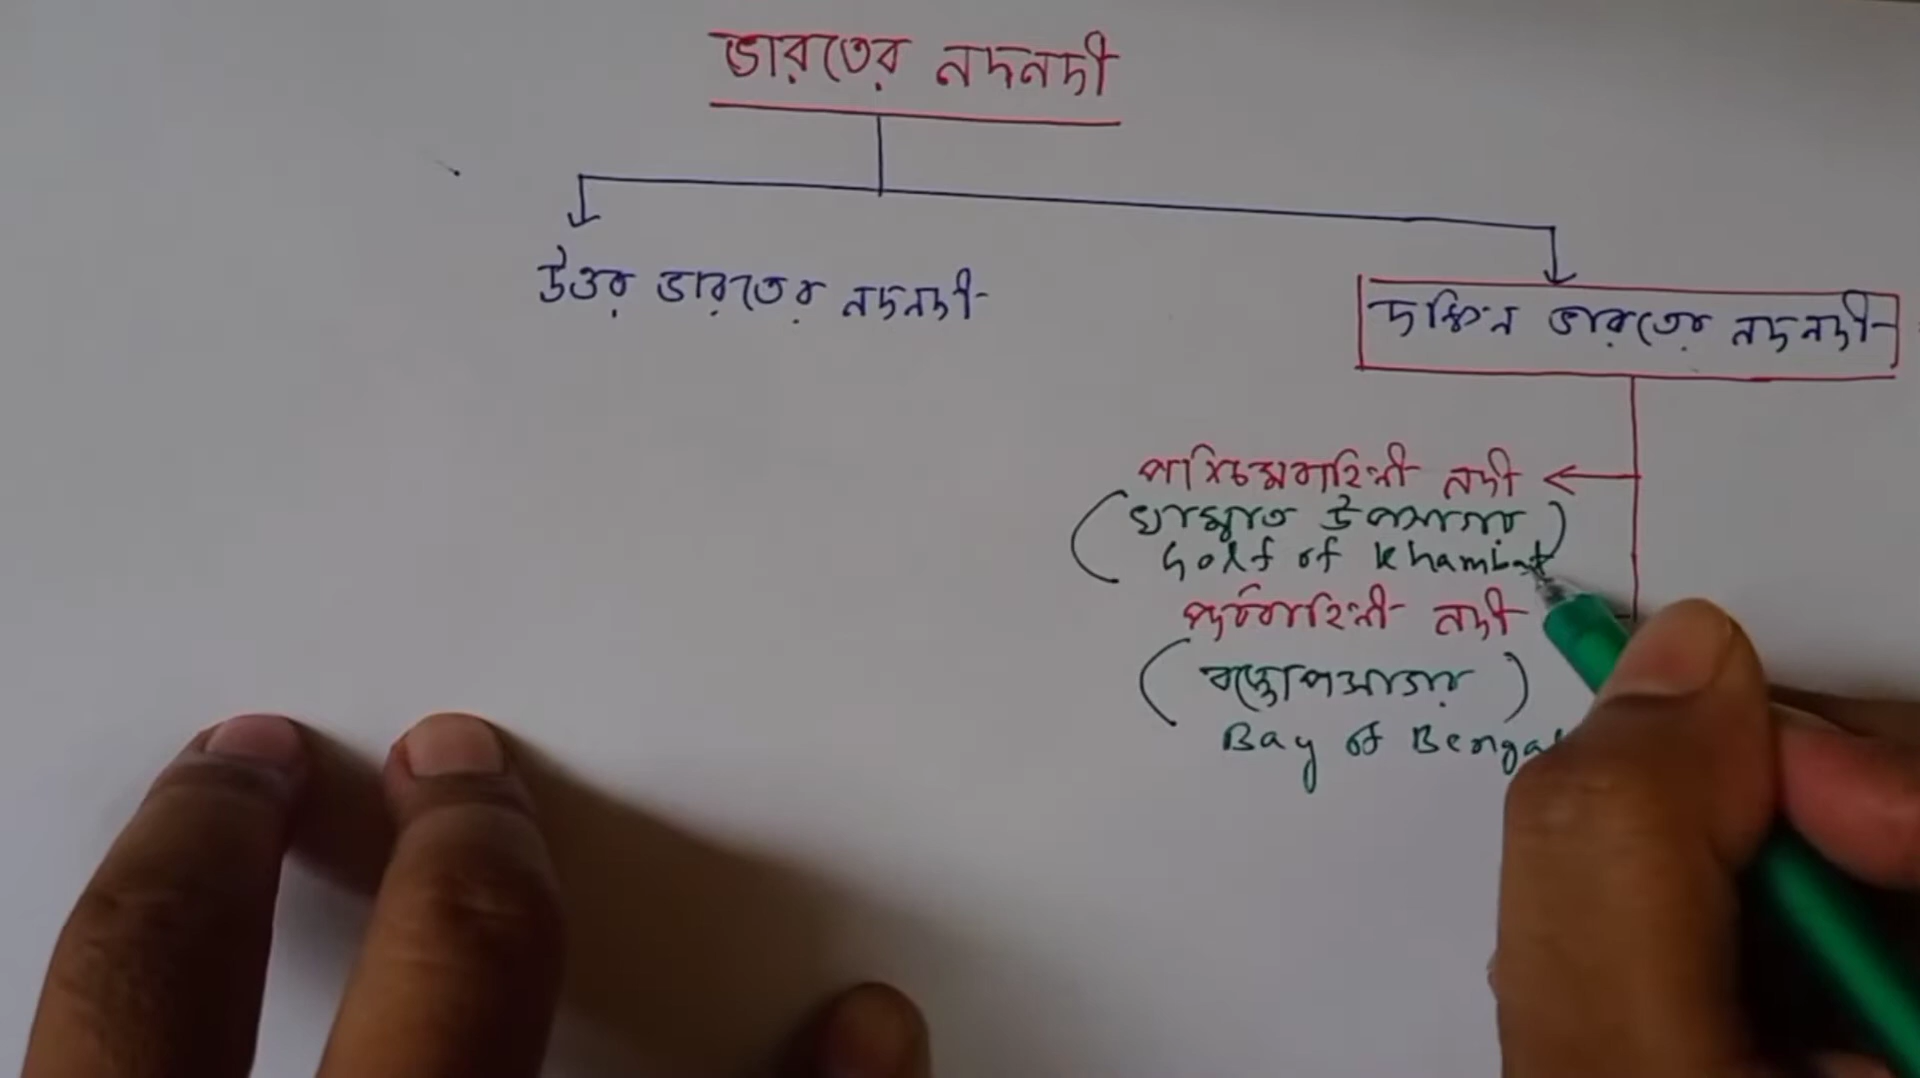 ভারতের নদনদী
উত্তর ভারতের নদনদী
দক্ষিন ভারতের নদনদী
পশ্চিমবাহিনী নদী
(খাম্বাত উপসাগর)
Golf of Khambat
পূর্ববাহিনী নদী
(বঙ্গোপসাগর)
Bay of Bengal